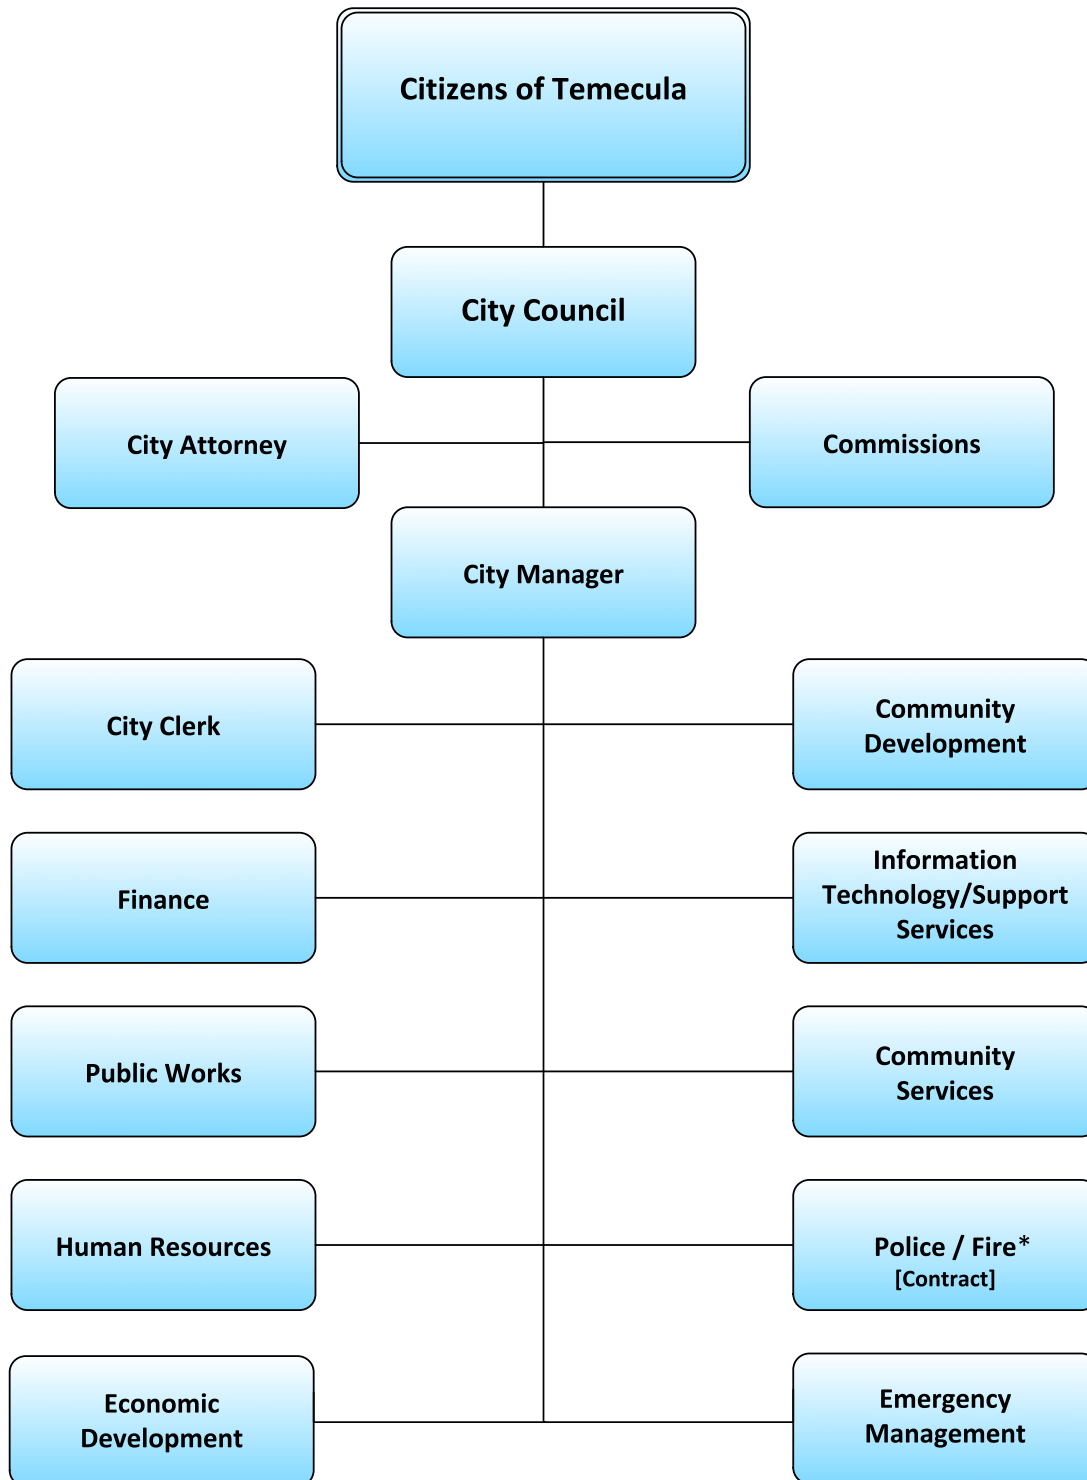 Citizens of Temecula
City Council
City Attorney
Commissions
City Manager
City Clerk
Community
Development
Finance
Information
Technology/Support
Services
Public Works
Community
Services
Human Resources
Police / Fire*
[Contract]
Economic
Development
Emergency
Management